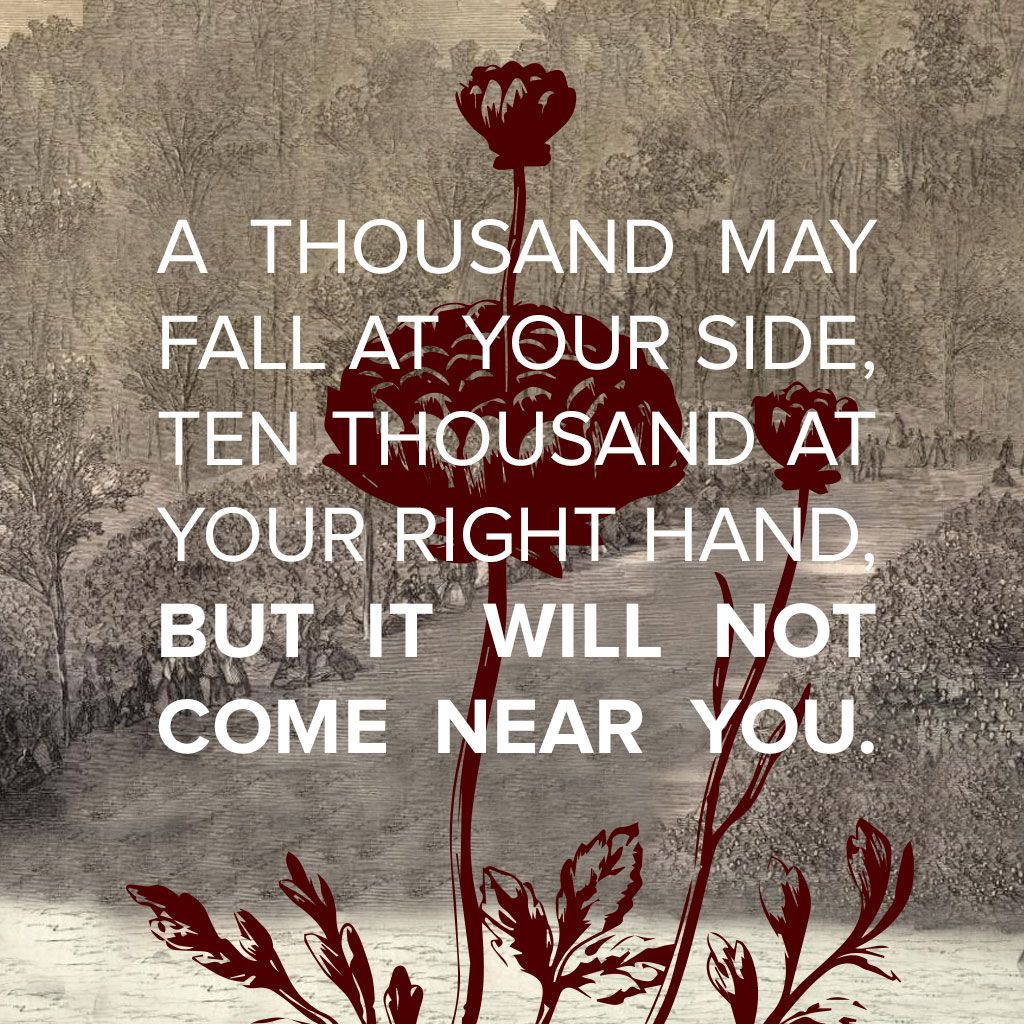 A THOUSAND MAY
FALL AT YOUR SIDE,
TEN THOUSAND AT
YOUR RIGHT HAND,
BUT IT WILL NOT
COME NEAR YOU.